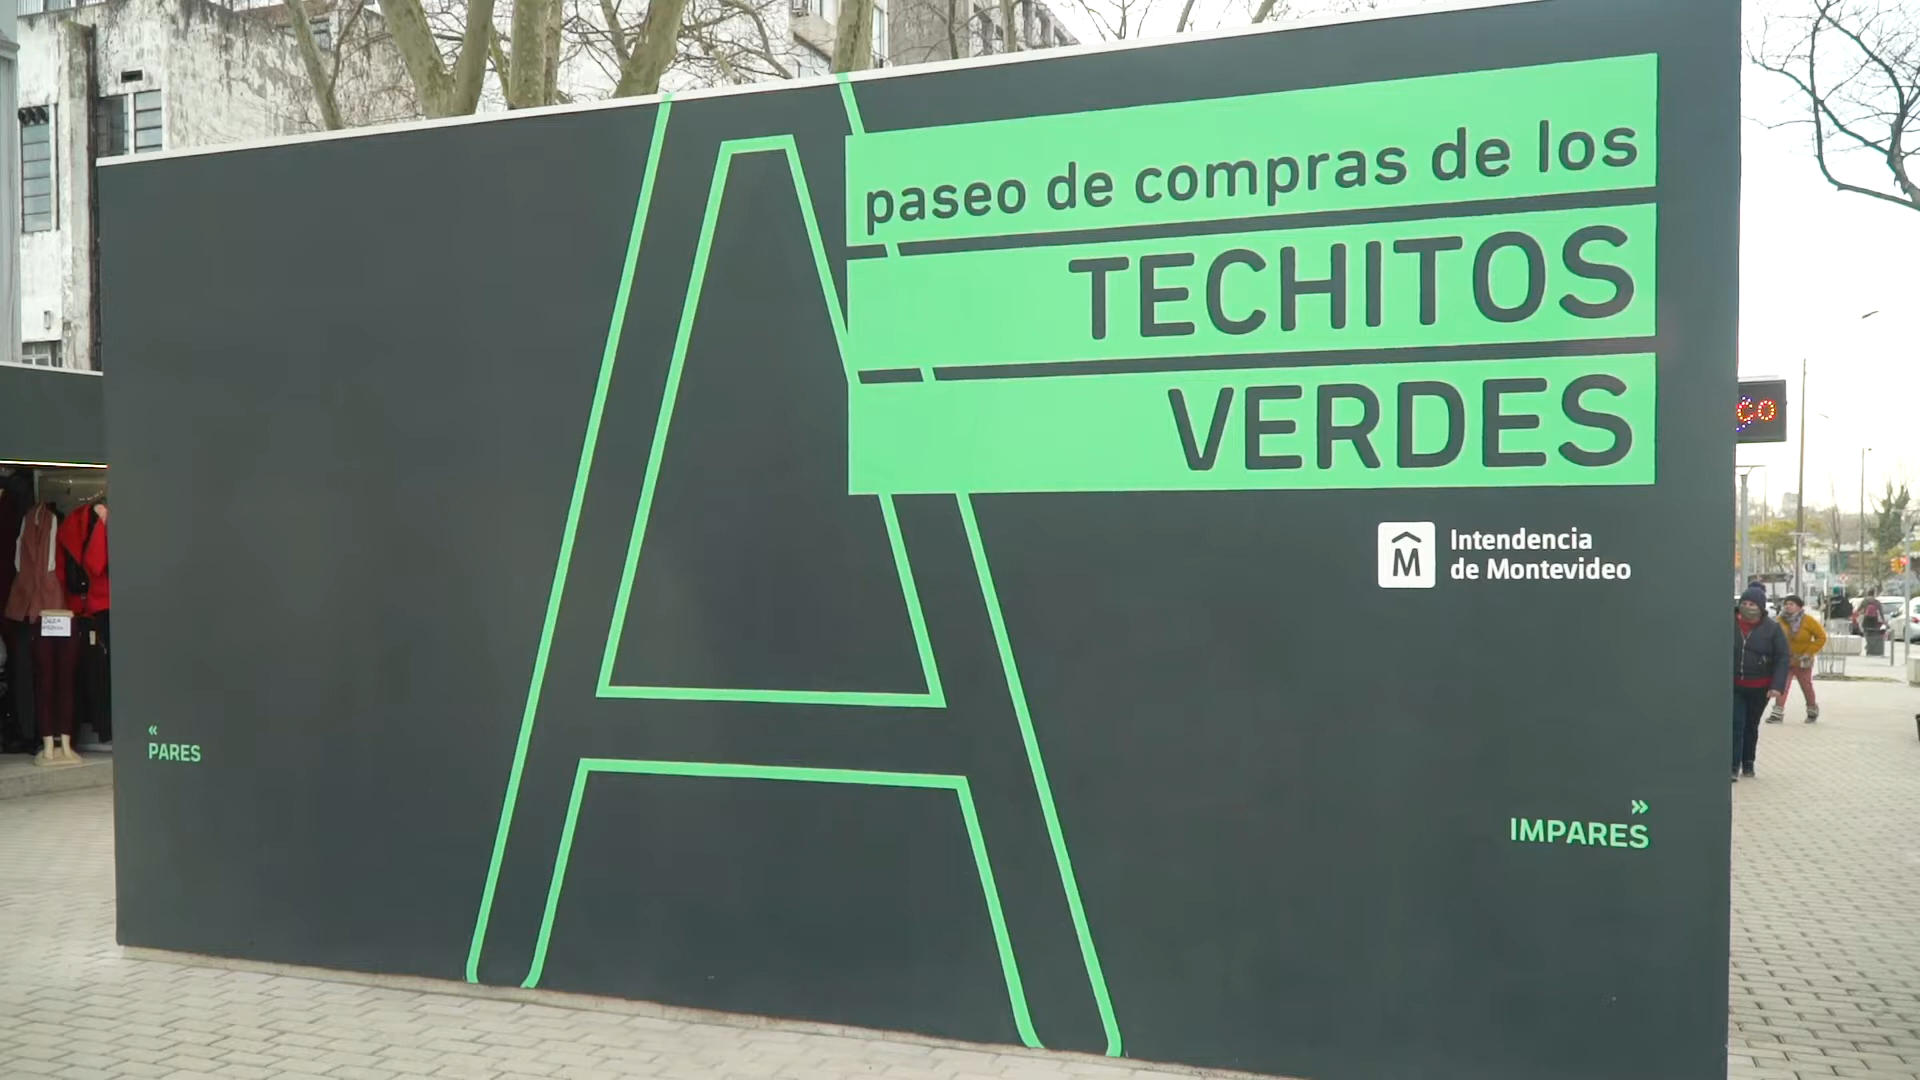 A
paseo de compras de los
TECHITOS
VERDES
M
Intendencia
de Montevideo
«
PARES
»
IMPARES